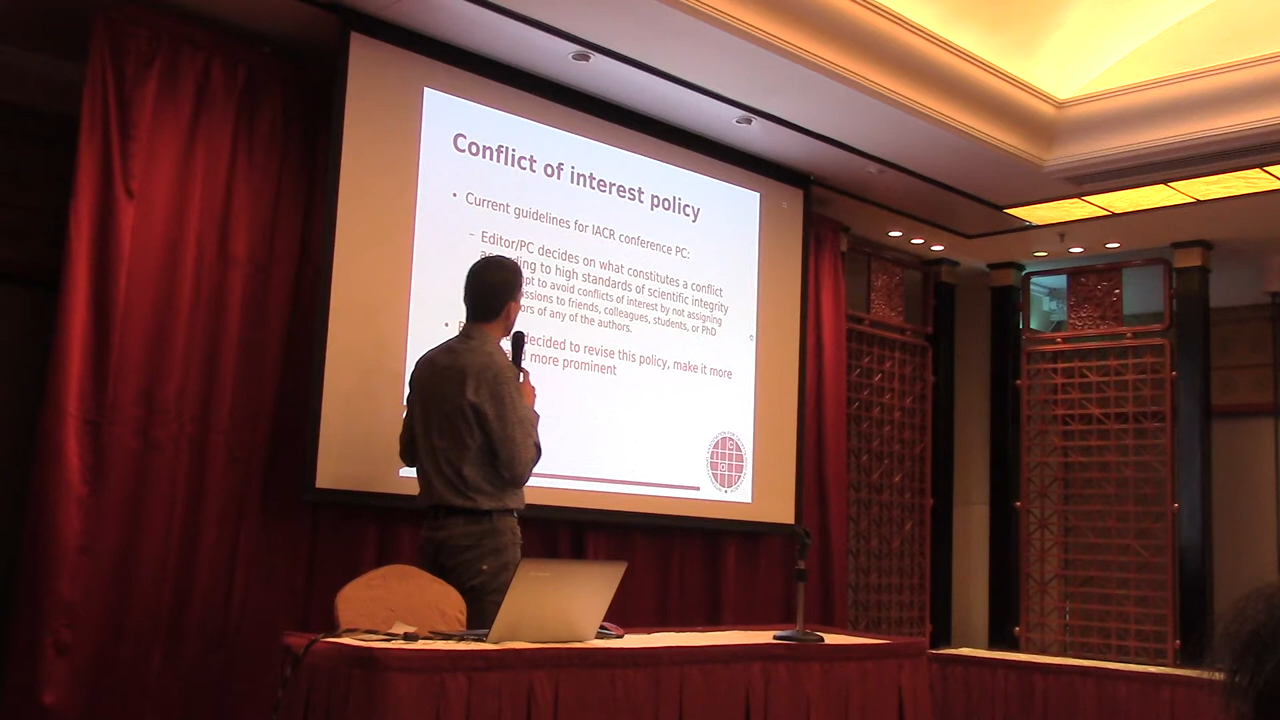 Conflict of interest policy
• Current guidelines for IACR conference PC:
– Editor/PC decides on what constitutes a conflict
to high standards of scientific integrity
to avoid conflicts of interest by not assigning
to friends, colleagues, students, or PhD
of any of the authors.
• decided to revise this policy, make it more
more prominent